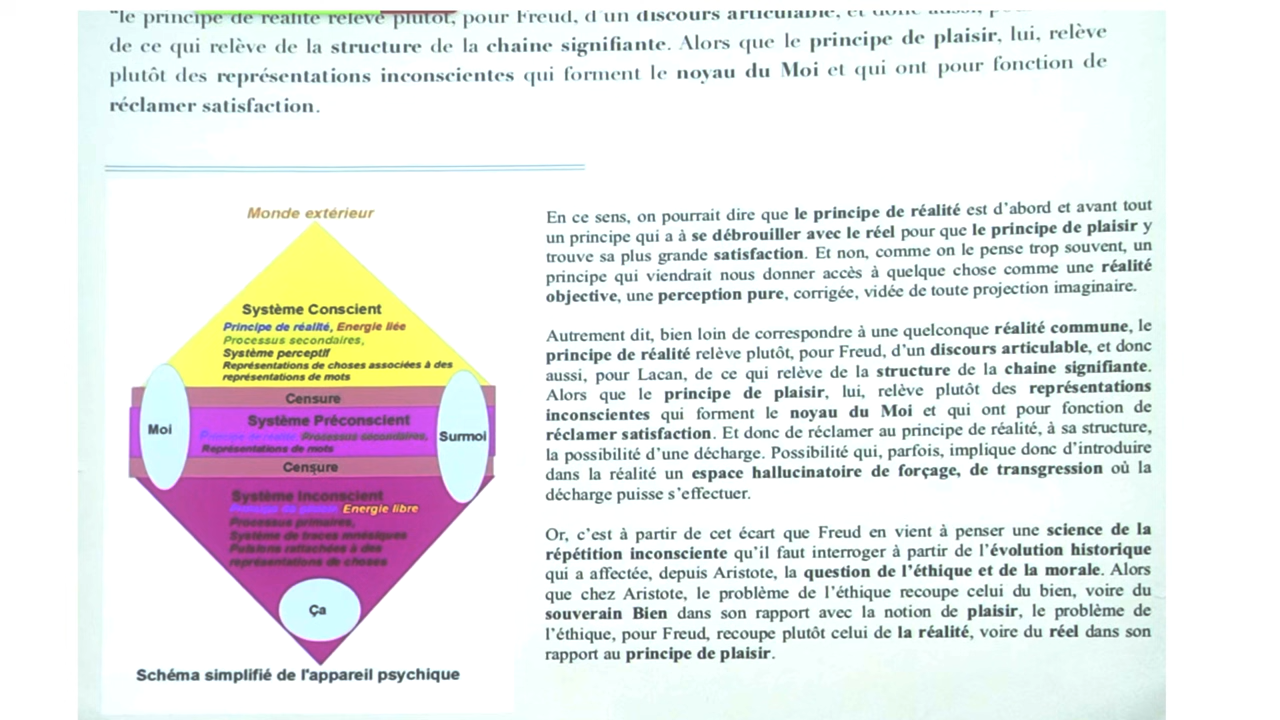 "le principe de réalité relève plutôt, pour Freud, d'un discours articulable, et donc
de ce qui relève de la structure de la chaine signifiante. Alors que le principe de plaisir, lui, relève
plutôt des représentations inconscientes qui forment le noyau du Moi et qui ont pour fonction de
réclamer satisfaction.
Monde extérieur
Système Conscient
Principe de réalité, Energie liée
Processus secondaires,
Système perceptif
Représentations de choses associées à des
représentations de mots
Censure
Système Préconscient
Principe de réalité, Processus secondaires,
Représentations de mots
Moi
Surmoi
Censure
Système Inconscient
Principe de plaisir, Energie libre
Processus primaires,
Système de traces mnésiques
Pulsions rattachées à des
représentations de choses
Ça
Schéma simplifié de l'appareil psychique
En ce sens, on pourrait dire que le principe de réalité est d'abord et avant tout
un principe qui a à se débrouiller avec le réel pour que le principe de plaisir y
trouve sa plus grande satisfaction. Et non, comme on le pense trop souvent, un
principe qui viendrait nous donner accès à quelque chose comme une réalité
objective, une perception pure, corrigée, vidée de toute projection imaginaire.
Autrement dit, bien loin de correspondre à une quelconque réalité commune, le
principe de réalité relève plutôt, pour Freud, d'un discours articulable, et donc
aussi, pour Lacan, de ce qui relève de la structure de la chaine signifiante.
Alors que le principe de plaisir, lui, relève plutôt des représentations
inconscientes qui forment le noyau du Moi et qui ont pour fonction de
réclamer satisfaction. Et donc de réclamer au principe de réalité, à sa structure,
la possibilité d'une décharge. Possibilité qui, parfois, implique donc d'introduire
dans la réalité un espace hallucinatoire de forçage, de transgression où la
décharge puisse s'effectuer.
Or, c'est à partir de cet écart que Freud en vient à penser une science de la
répétition inconsciente qu'il faut interroger à partir de l'évolution historique
qui a affectée, depuis Aristote, la question de l'éthique et de la morale. Alors
que chez Aristote, le problème de l'éthique recoupe celui du bien, voire du
souverain Bien dans son rapport avec la notion de plaisir, le problème de
l'éthique, pour Freud, recoupe plutôt celui de la réalité, voire du réel dans son
rapport au principe de plaisir.